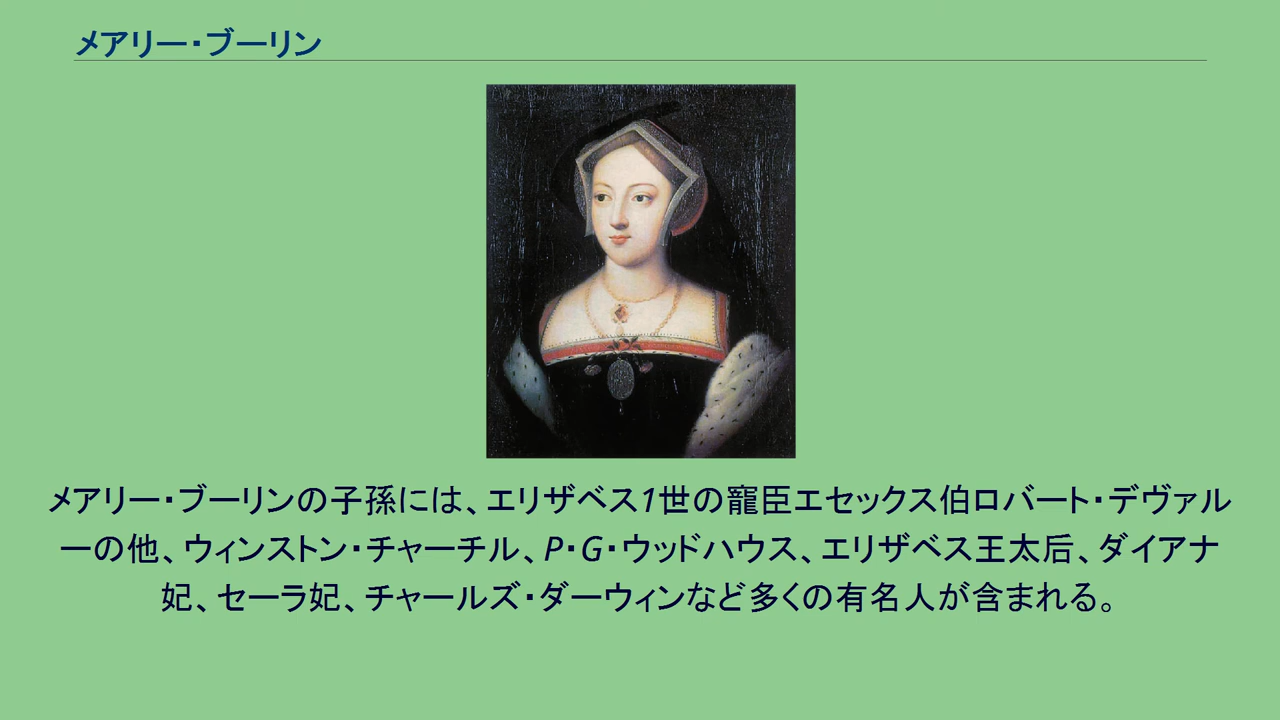 メアリー・ブーリン
メアリー・ブーリンの子孫には、エリザベス1世の寵臣エセックス伯ロバート・デヴァル
ーの他、ウィンストン・チャーチル、P・G・ウッドハウス、エリザベス王太后、ダイアナ
妃、セーラ妃、チャールズ・ダーウィンなど多くの有名人が含まれる。